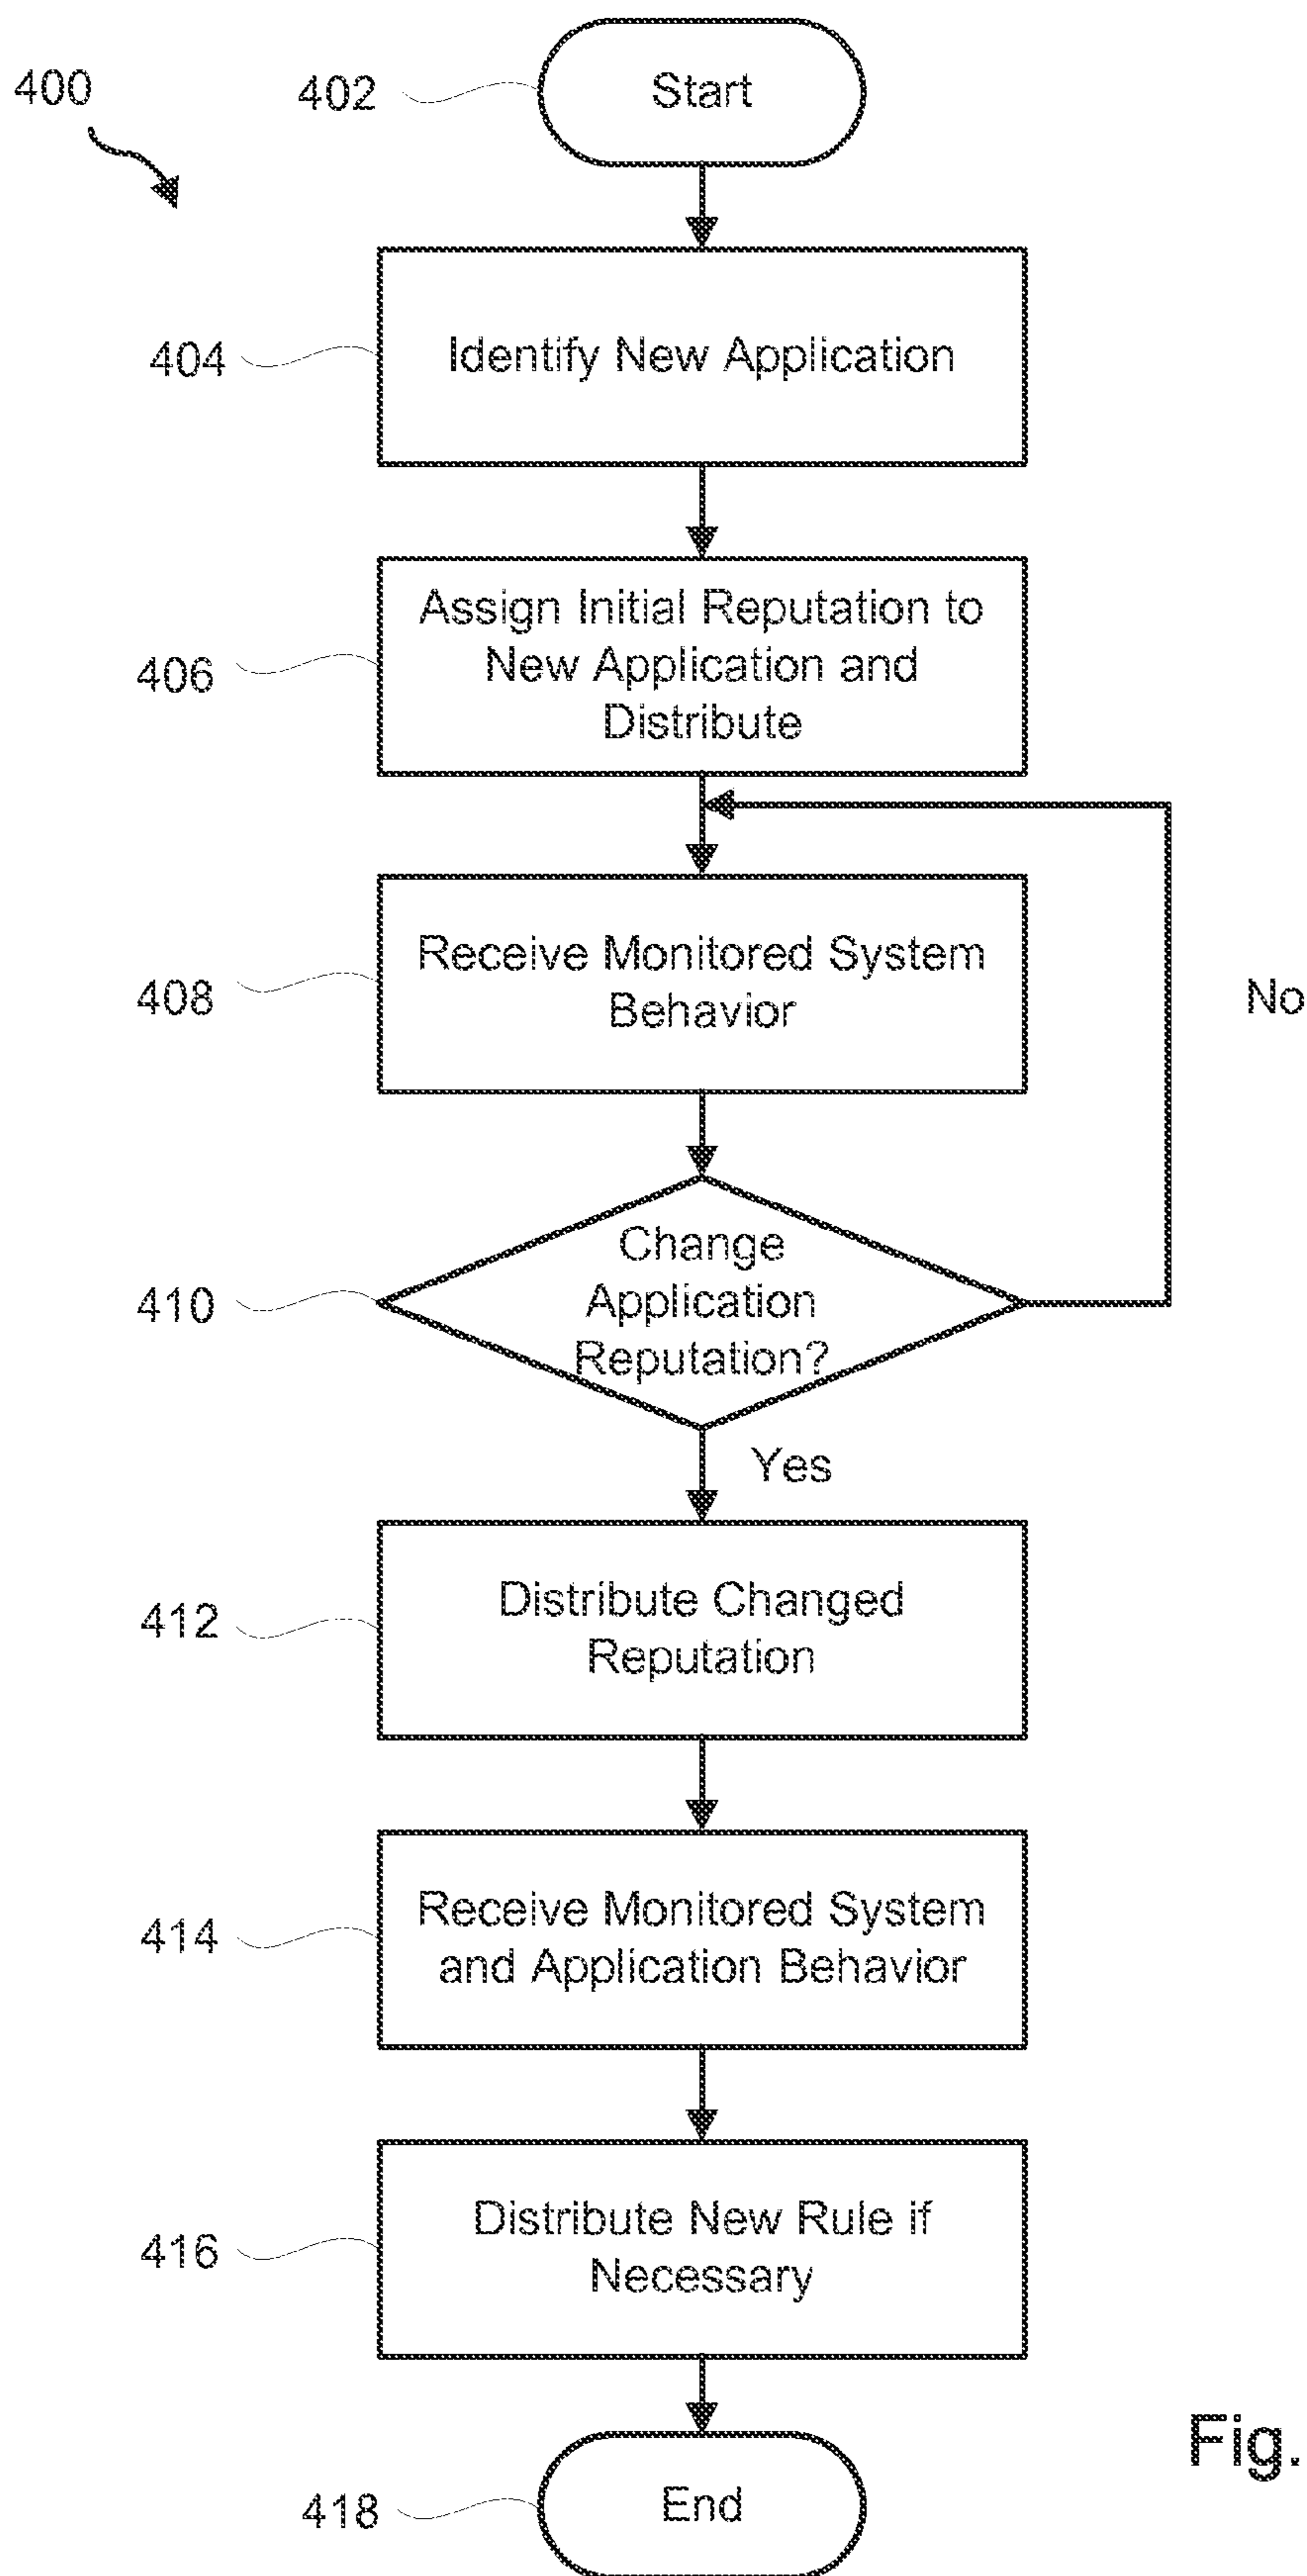 400
402
Start
404
Identify New Application
406
Assign Initial Reputation to
New Application and
Distribute
408
Receive Monitored System
Behavior
No
410
Change
Application
Reputation?
Yes
412
Distribute Changed
Reputation
414
Receive Monitored System
and Application Behavior
416
Distribute New Rule if
Necessary
Fig.
418
End